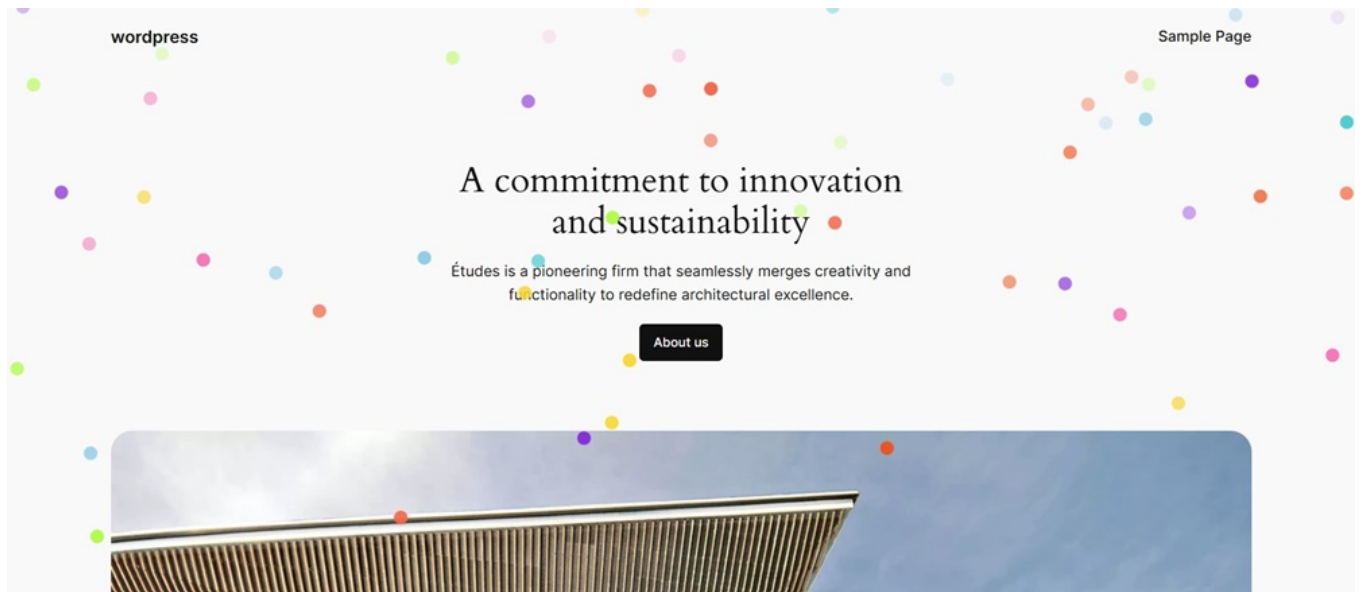 wordpress
Sample Page
A commitment to innovation
and sustainability
Études is a pioneering firm that seamlessly merges creativity and
functionality to redefine architectural excellence.
About us